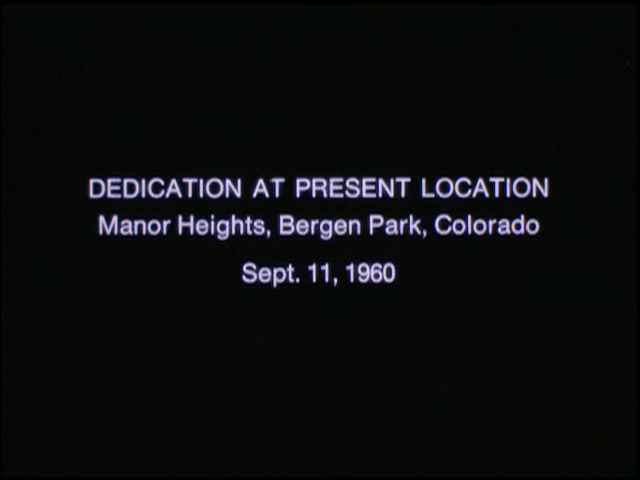 DEDICATION AT PRESENT LOCATION
Manor Heights, Bergen Park, Colorado
Sept. 11, 1960